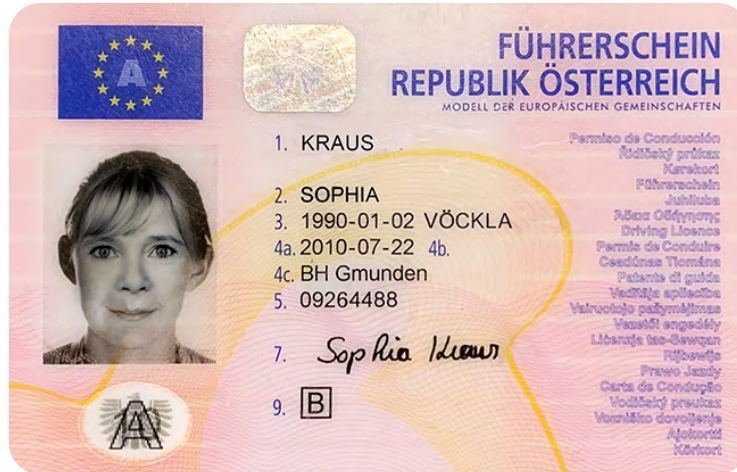 A
FÜHRERSCHEIN
REPUBLIK ÖSTERREICH
MODELL DER EUROPÄISCHEN GEMEINSCHAFTEN
1. KRAUS
2. SOPHIA
3. 1990-01-02 VÖCKLA
4a. 2010-07-22 4b.
4c. BH Gmunden
5. 09264488
7. Sophia Kraus
9. B
A
Permiso de Conducción
Řidičský průkaz
Kørekort
Führerschein
Juhiluba
Άδεια Οδήγησης
Driving Licence
Permis de Conduire
Ceadúnas Tiomána
Patente di guida
Vadītāja apliecība
Vairuotojo pažymėjimas
Vezetői engedély
Liċenzja tas-Sewqan
Rijbewijs
Prawo Jazdy
Carta de Condução
Vodičský preukaz
Vozniško dovoljenje
Ajokortti
Körkort